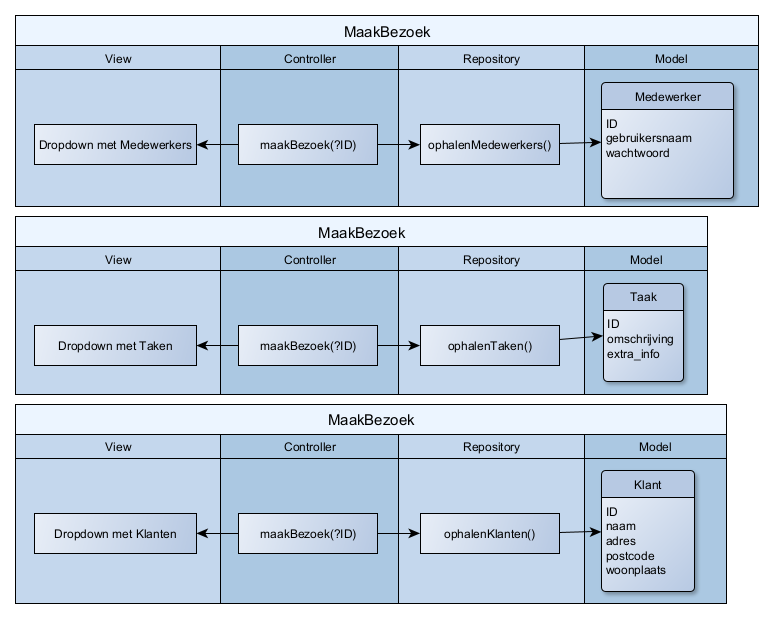 MaakBezoek
View Controller Repository Model
Medewerker
ID
gebruikersnaam
wachtwoord
Dropdown met Medewerkers maakBezoek(?ID) ophalenMedewerkers()
MaakBezoek
View Controller Repository Model
Taak
ID
omschrijving
extra_info
Dropdown met Taken maakBezoek(?ID) ophalenTaken()
MaakBezoek
View Controller Repository Model
Klant
ID
naam
adres
postcode
woonplaats
Dropdown met Klanten maakBezoek(?ID) ophalenKlanten()